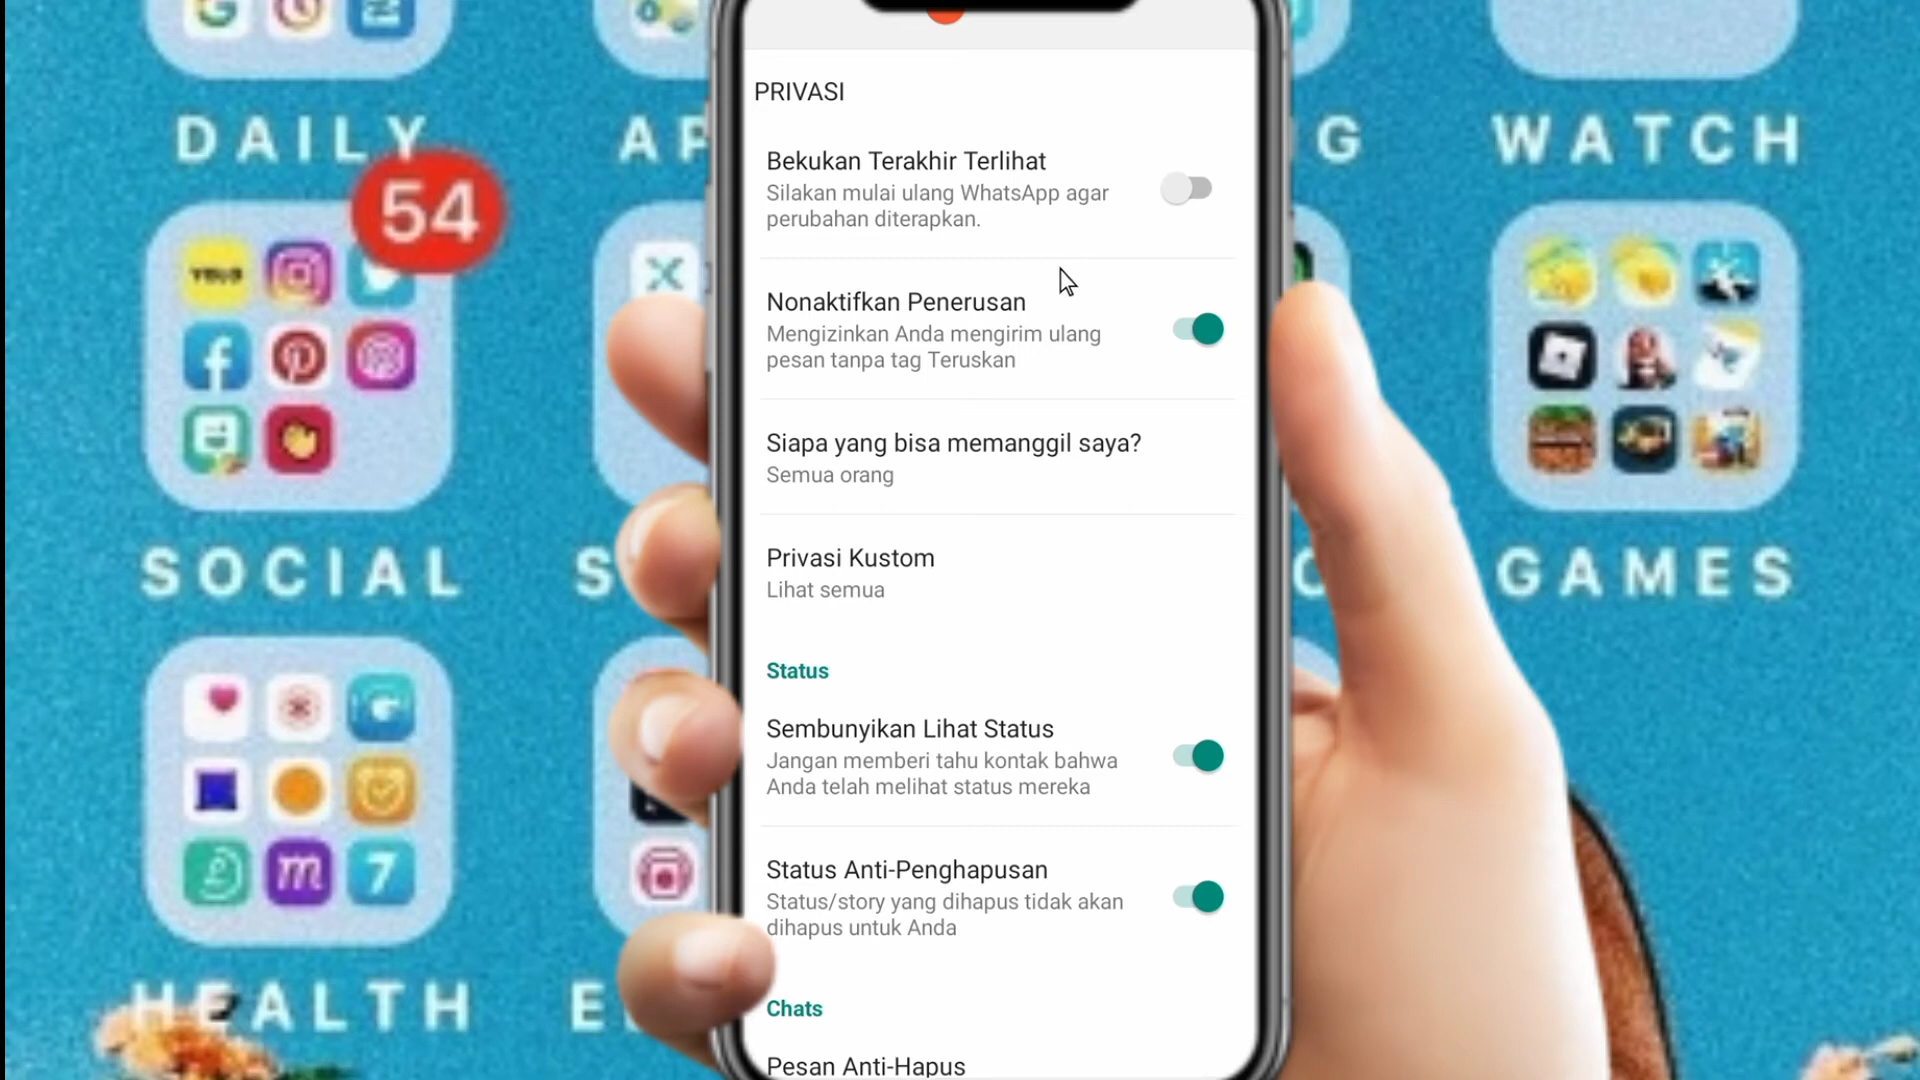 DAILY
AP
G
WATCH
54
YOLO
SOCIAL
S
GAMES
m
7
HEALTH
E
PRIVASI
Bekukan Terakhir Terlihat
Silakan mulai ulang WhatsApp agar
perubahan diterapkan.
Nonaktifkan Penerusan
Mengizinkan Anda mengirim ulang
pesan tanpa tag Teruskan
Siapa yang bisa memanggil saya?
Semua orang
Privasi Kustom
Lihat semua
Status
Sembunyikan Lihat Status
Jangan memberi tahu kontak bahwa
Anda telah melihat status mereka
Status Anti-Penghapusan
Status/story yang dihapus tidak akan
dihapus untuk Anda
Chats
Pesan Anti-Hapus